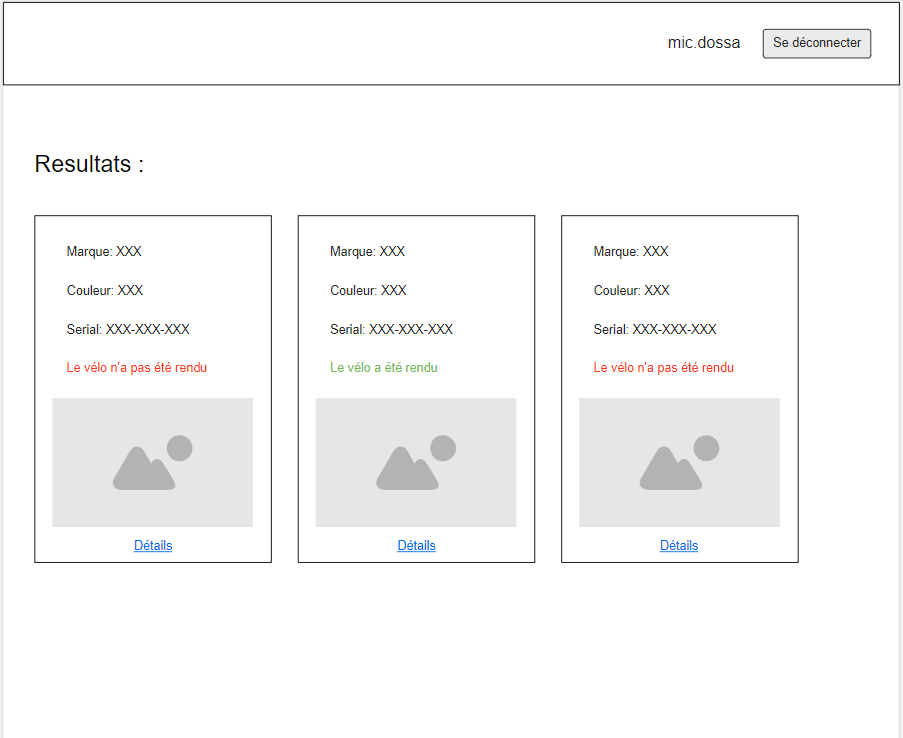 mic.dossa
Se déconnecter
Resultats :
Marque: XXX
Couleur: XXX
Serial: XXX-XXX-XXX
Le vélo n'a pas été rendu
Détails
Marque: XXX
Couleur: XXX
Serial: XXX-XXX-XXX
Le vélo a été rendu
Détails
Marque: XXX
Couleur: XXX
Serial: XXX-XXX-XXX
Le vélo n'a pas été rendu
Détails